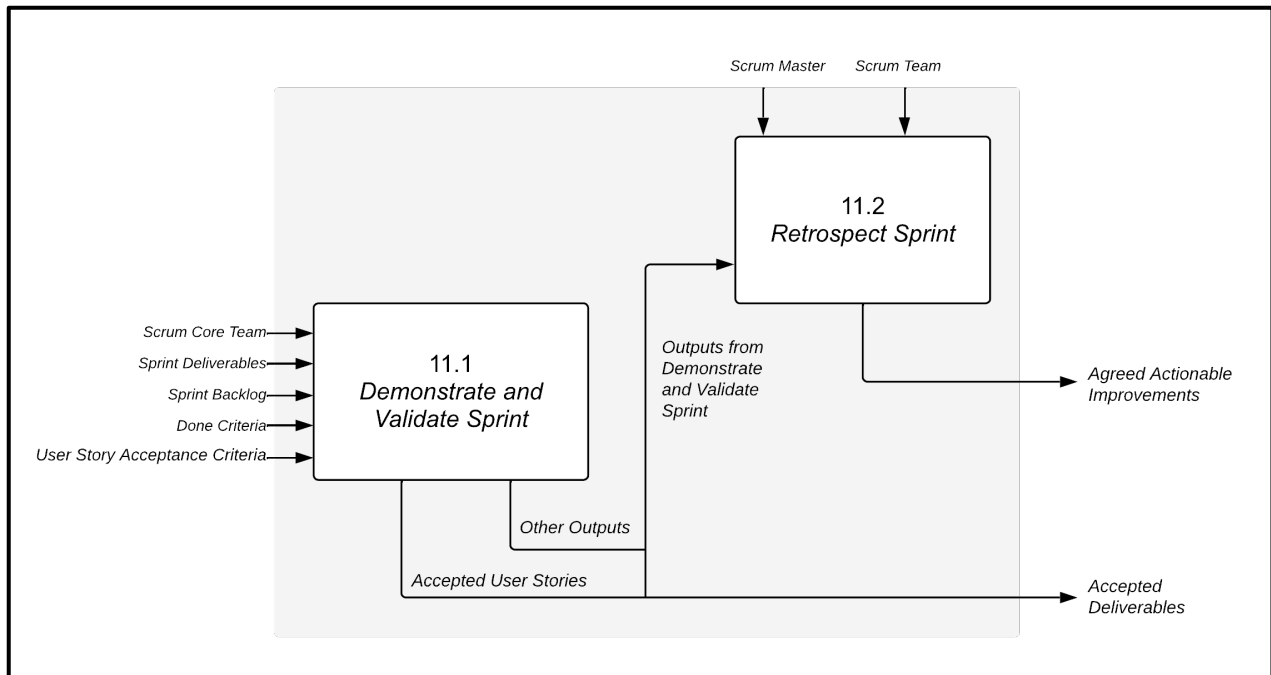 Scrum Master
Scrum Team
11.2
Retrospect Sprint
Scrum Core Team
Sprint Deliverables
Sprint Backlog
Done Criteria
User Story Acceptance Criteria
11.1
Demonstrate and
Validate Sprint
Outputs from
Demonstrate
and Validate
Sprint
Agreed Actionable
Improvements
Other Outputs
Accepted User Stories
Accepted
Deliverables